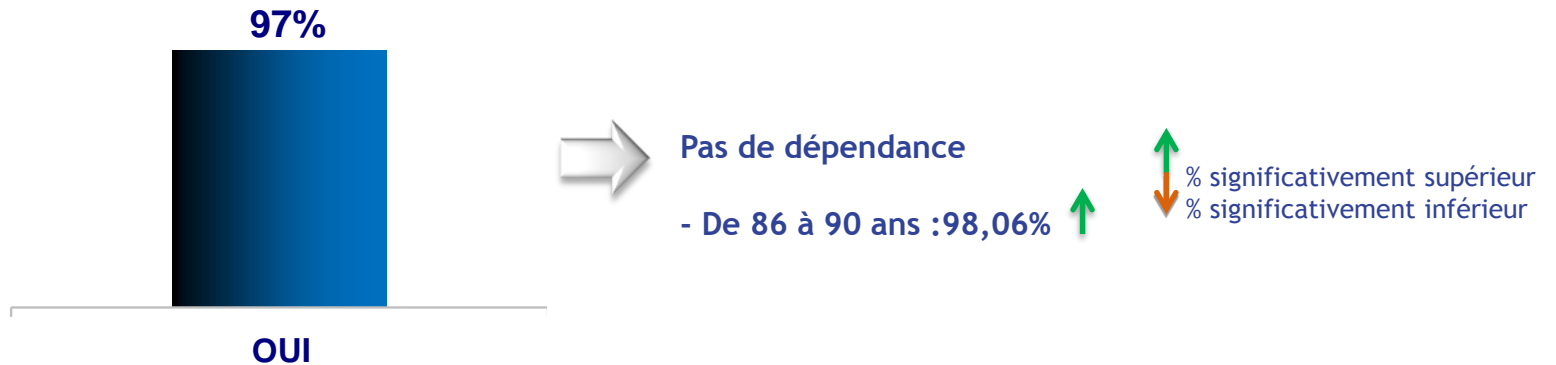 97%
OUI
Pas de dépendance
- De 86 à 90 ans :98,06%
% significativement supérieur
% significativement inférieur